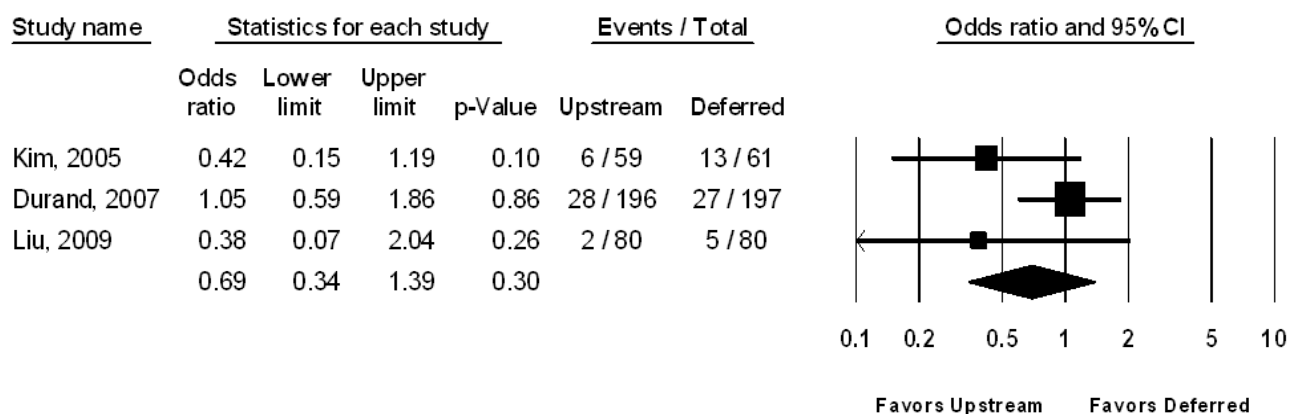 Study name Statistics for each study Events / Total Odds ratio and 95% CI
Odds ratio Lower limit Upper limit p-Value Upstream Deferred
Kim, 2005 0.42 0.15 1.19 0.10 6 / 59 13 / 61
Durand, 2007 1.05 0.59 1.86 0.86 28 / 196 27 / 197
Liu, 2009 0.38 0.07 2.04 0.26 2 / 80 5 / 80
0.69 0.34 1.39 0.30
0.1 0.2 0.5 1 2 5 10
Favors Upstream Favors Deferred